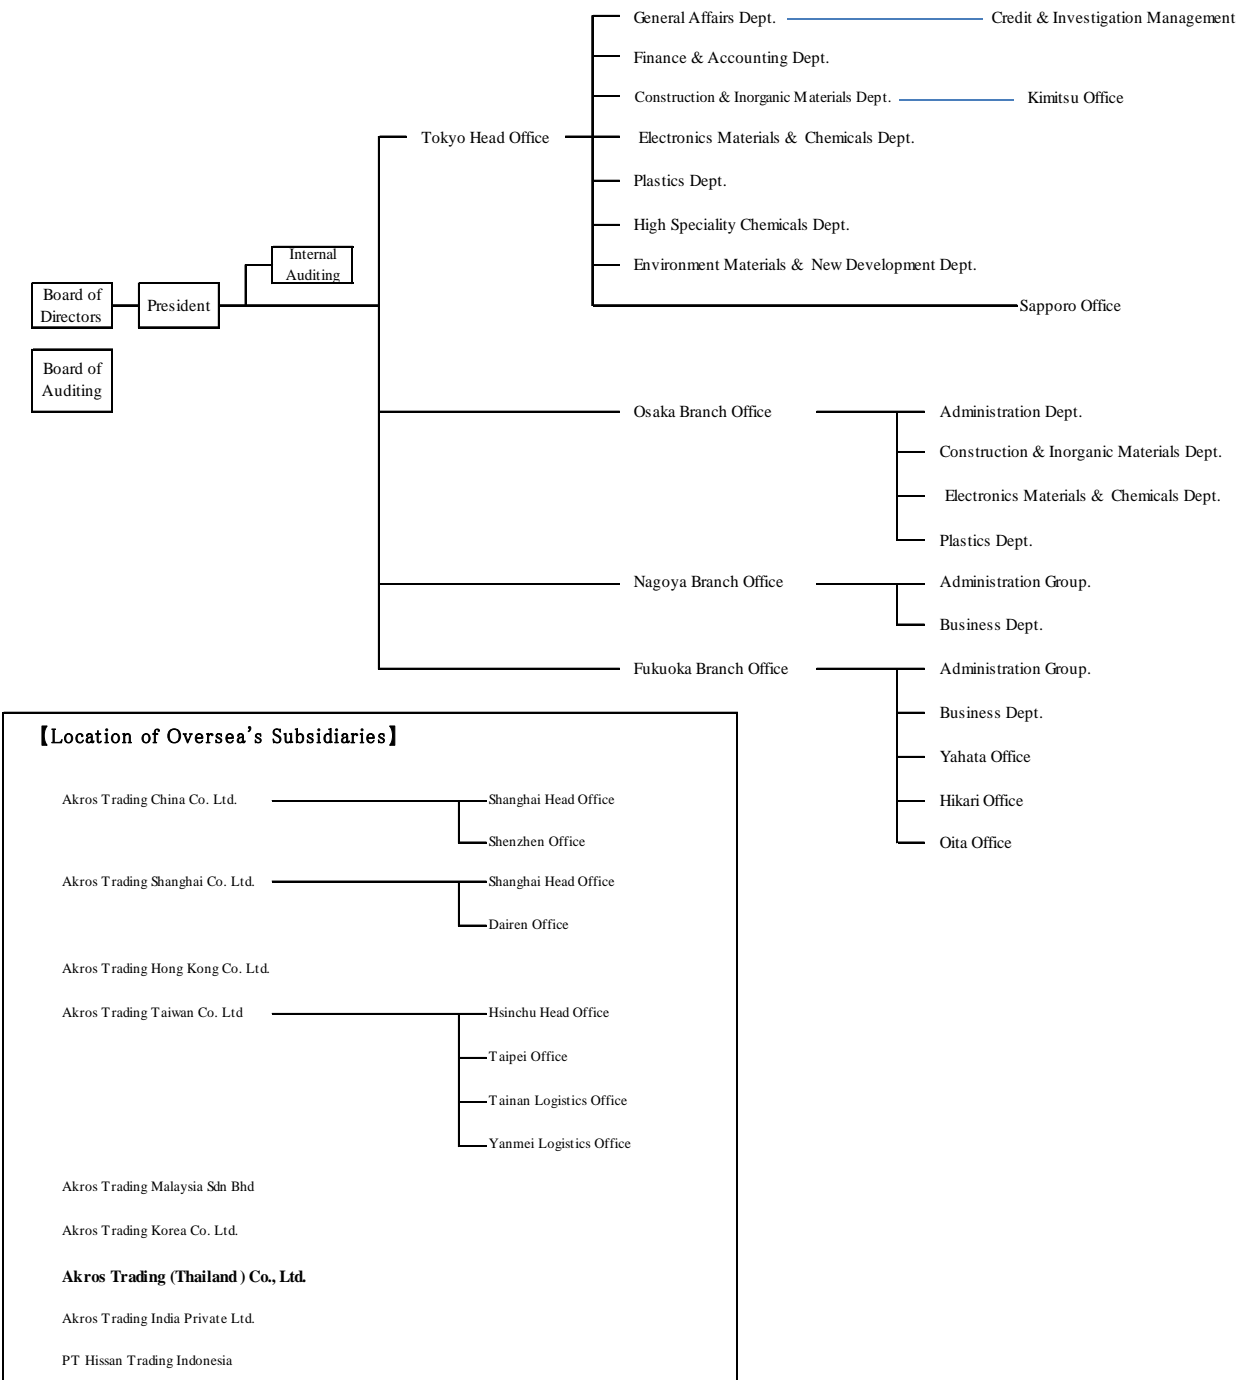 General Affairs Dept. Credit & Investigation Management
Finance & Accounting Dept.
Construction & Inorganic Materials Dept. Kimitsu Office
Tokyo Head Office
Electronics Materials & Chemicals Dept.
Plastics Dept.
High Speciality Chemicals Dept.
Environment Materials & New Development Dept.
Sapporo Office
Internal
Auditing
Board of
Directors
President
Board of
Auditing
Osaka Branch Office
Administration Dept.
Construction & Inorganic Materials Dept.
Electronics Materials & Chemicals Dept.
Plastics Dept.
Nagoya Branch Office
Administration Group.
Business Dept.
Fukuoka Branch Office
Administration Group.
Business Dept.
Yahata Office
Hikari Office
Oita Office
【Location of Oversea's Subsidiaries】
Akros Trading China Co. Ltd.
Shanghai Head Office
Shenzhen Office
Akros Trading Shanghai Co. Ltd.
Shanghai Head Office
Dairen Office
Akros Trading Hong Kong Co. Ltd.
Akros Trading Taiwan Co. Ltd
Hsinchu Head Office
Taipei Office
Tainan Logistics Office
Yanmei Logistics Office
Akros Trading Malaysia Sdn Bhd
Akros Trading Korea Co. Ltd.
Akros Trading (Thailand ) Co., Ltd.
Akros Trading India Private Ltd.
PT Hissan Trading Indonesia